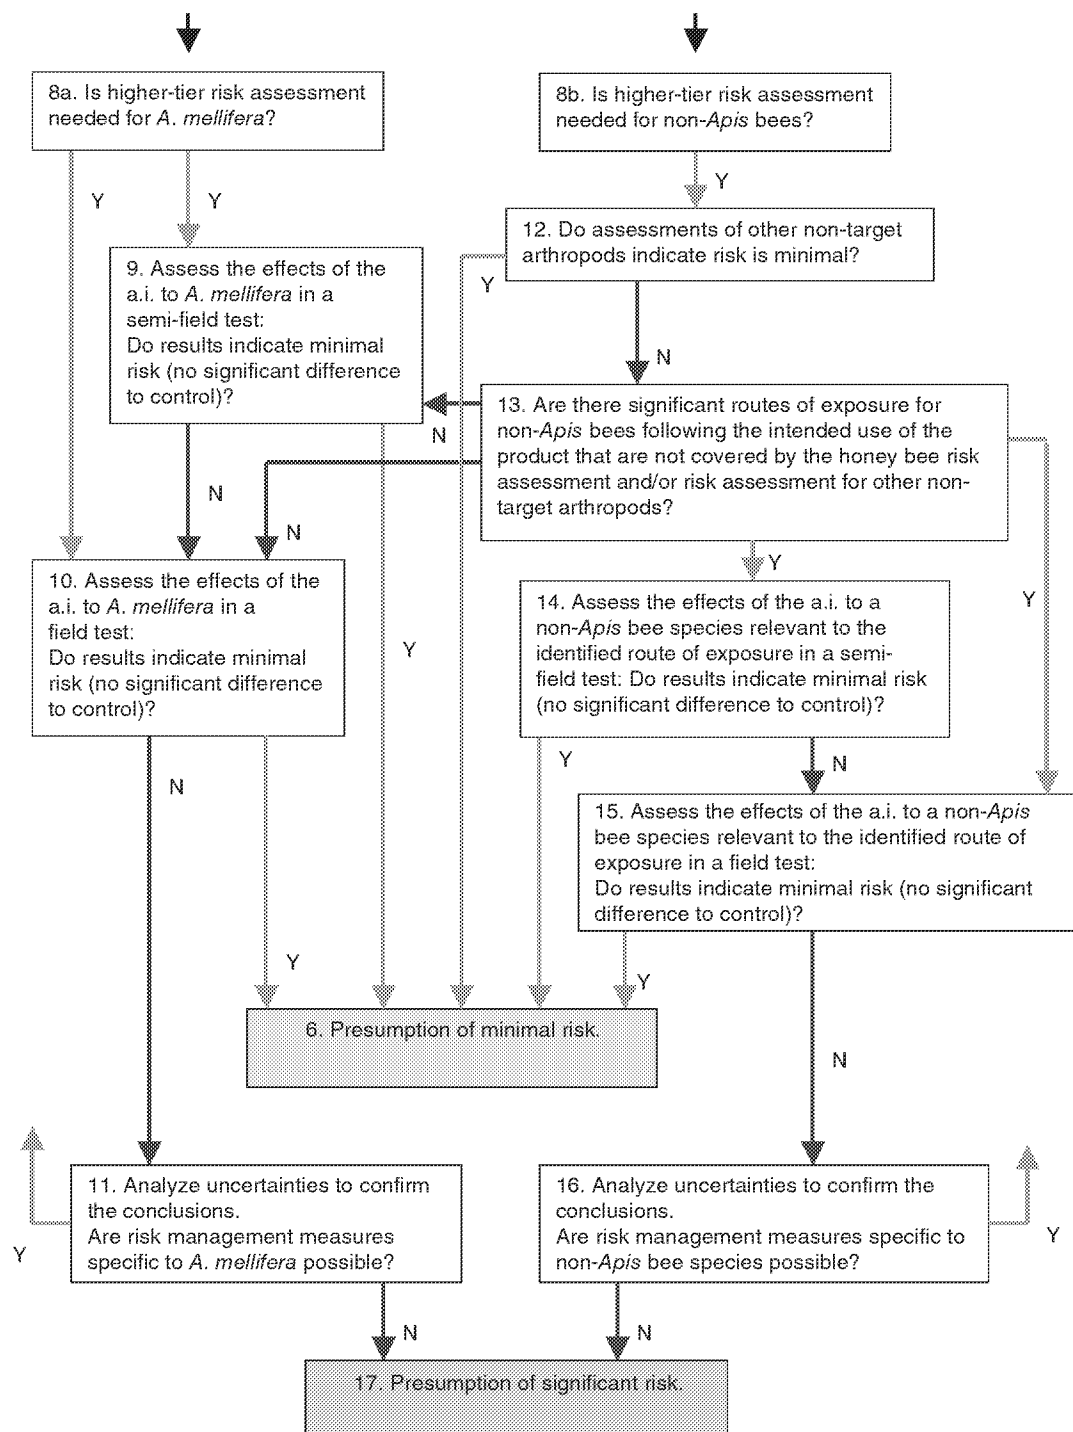 8a. Is higher-tier risk assessment
needed for A. mellifera?
8b. Is higher-tier risk assessment
needed for non-Apis bees?
Y
Y
Y
12. Do assessments of other non-target
arthropods indicate risk is minimal?
Y
N
9. Assess the effects of the
a.i. to A. mellifera in a
semi-field test:
Do results indicate minimal
risk (no significant difference
to control)?
13. Are there significant routes of exposure for
non-Apis bees following the intended use of the
product that are not covered by the honey bee risk
assessment and/or risk assessment for other non-
target arthropods?
N
N
N
Y
Y
Y
10. Assess the effects of the
a.i. to A. mellifera in a
field test:
Do results indicate minimal
risk (no significant difference
to control)?
14. Assess the effects of the a.i. to a
non-Apis bee species relevant to the
identified route of exposure in a semi-
field test: Do results indicate minimal risk
(no significant difference to control)?
N
Y
Y
N
15. Assess the effects of the a.i. to a non-Apis
bee species relevant to the identified route of
exposure in a field test:
Do results indicate minimal risk (no significant
difference to control)?
Y
N
6. Presumption of minimal risk.
11. Analyze uncertainties to confirm
the conclusions.
Are risk management measures
specific to A. mellifera possible?
Y
N
16. Analyze uncertainties to confirm the
conclusions.
Are risk management measures specific to
non-Apis bee species possible?
Y
N
17. Presumption of significant risk.